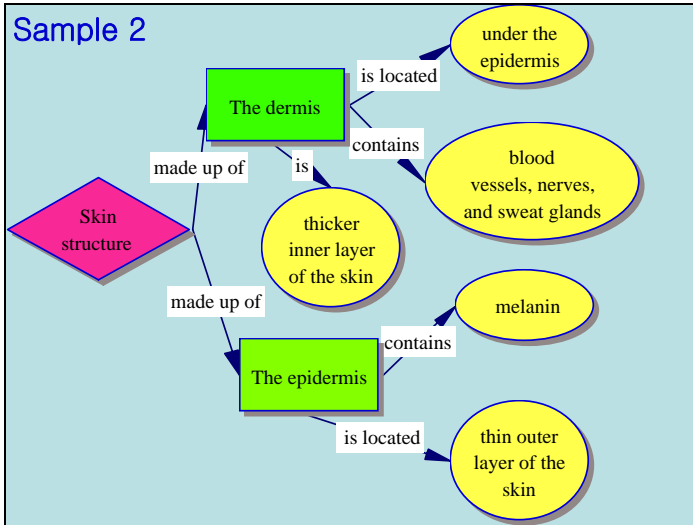 Sample 2
under the
epidermis
is located
The dermis
contains
blood
vessels, nerves,
and sweat glands
made up of
is
Skin
structure
thicker
inner layer
of the skin
made up of
melanin
contains
The epidermis
is located
thin outer
layer of the
skin